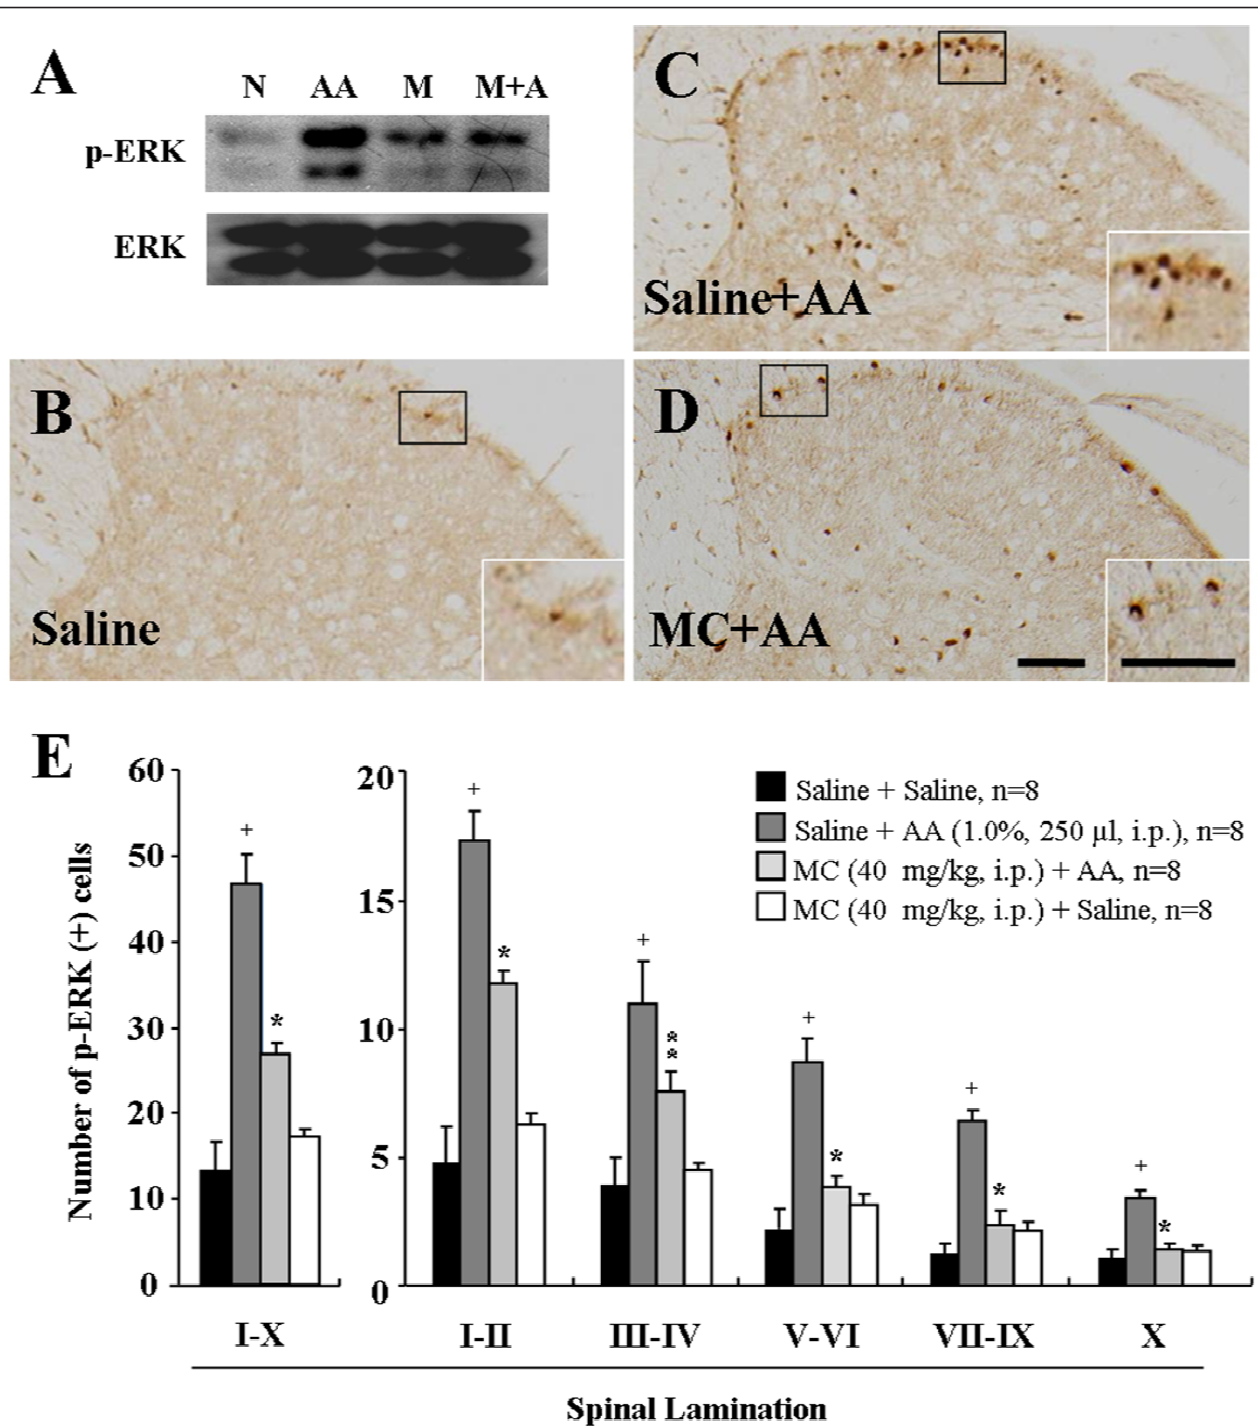 A
N AA M M+A
p-ERK
ERK
C
Saline+AA
B
Saline
D
MC+AA
E
Number of p-ERK (+) cells
60
50
40
30
20
10
0
+
*
20
15
10
5
0
+
*
+
**
+
*
+
*
+
*
Saline + Saline, n=8
Saline + AA (1.0%, 250 µl, i.p.), n=8
MC (40 mg/kg, i.p.) + AA, n=8
MC (40 mg/kg, i.p.) + Saline, n=8
I-X I-II III-IV V-VI VII-IX X
Spinal Lamination